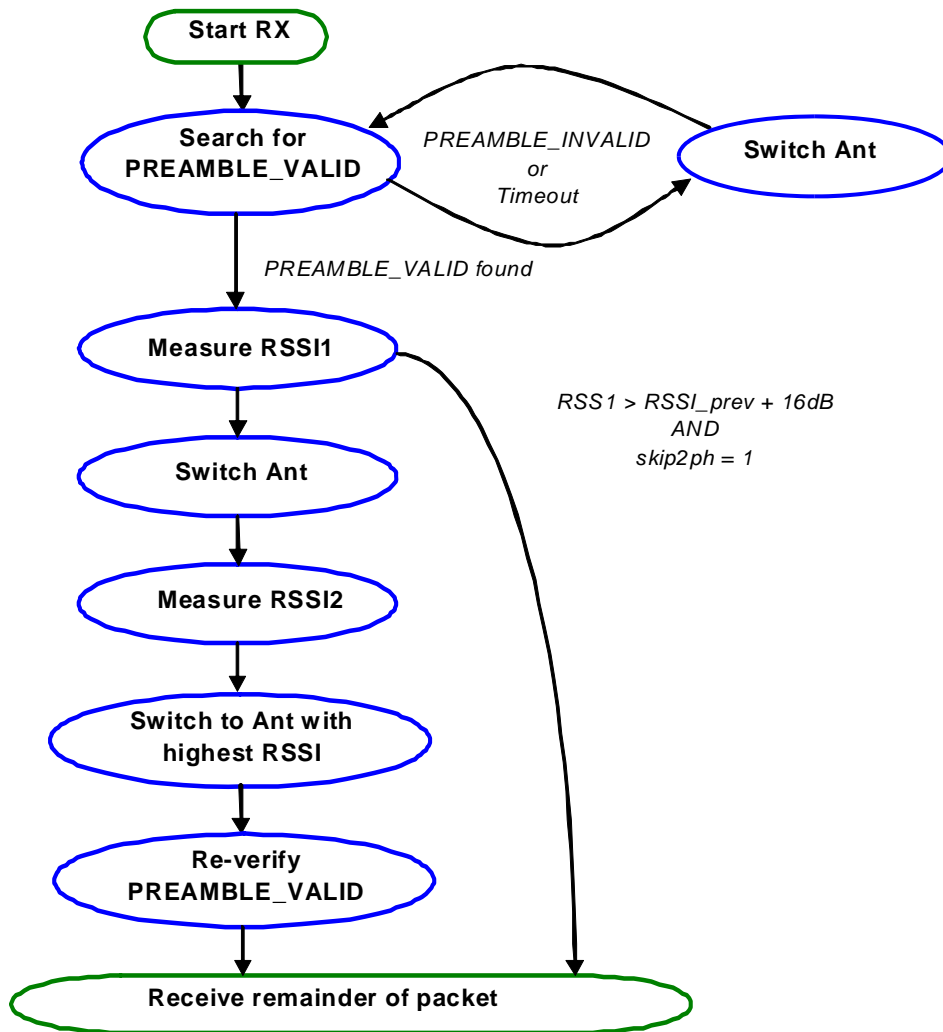 Start RX
Search for
PREAMBLE_VALID
PREAMBLE_INVALID
or
Timeout
Switch Ant
PREAMBLE_VALID found
Measure RSSI1
RSS1 > RSSI_prev + 16dB
AND
skip2ph = 1
Switch Ant
Measure RSSI2
Switch to Ant with
highest RSSI
Re-verify
PREAMBLE_VALID
Receive remainder of packet